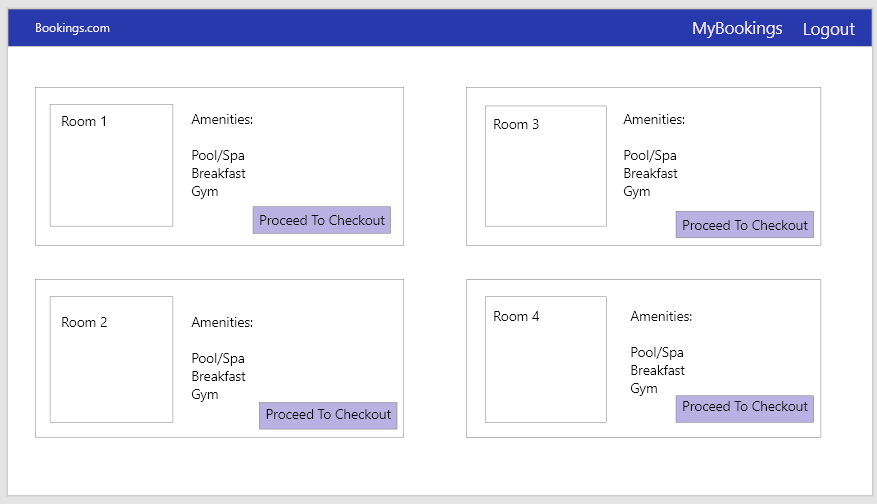 Bookings.com
MyBookings
Logout
Room 1
Amenities:
Pool/Spa
Breakfast
Gym
Proceed To Checkout
Room 3
Amenities:
Pool/Spa
Breakfast
Gym
Proceed To Checkout
Room 2
Amenities:
Pool/Spa
Breakfast
Gym
Proceed To Checkout
Room 4
Amenities:
Pool/Spa
Breakfast
Gym
Proceed To Checkout